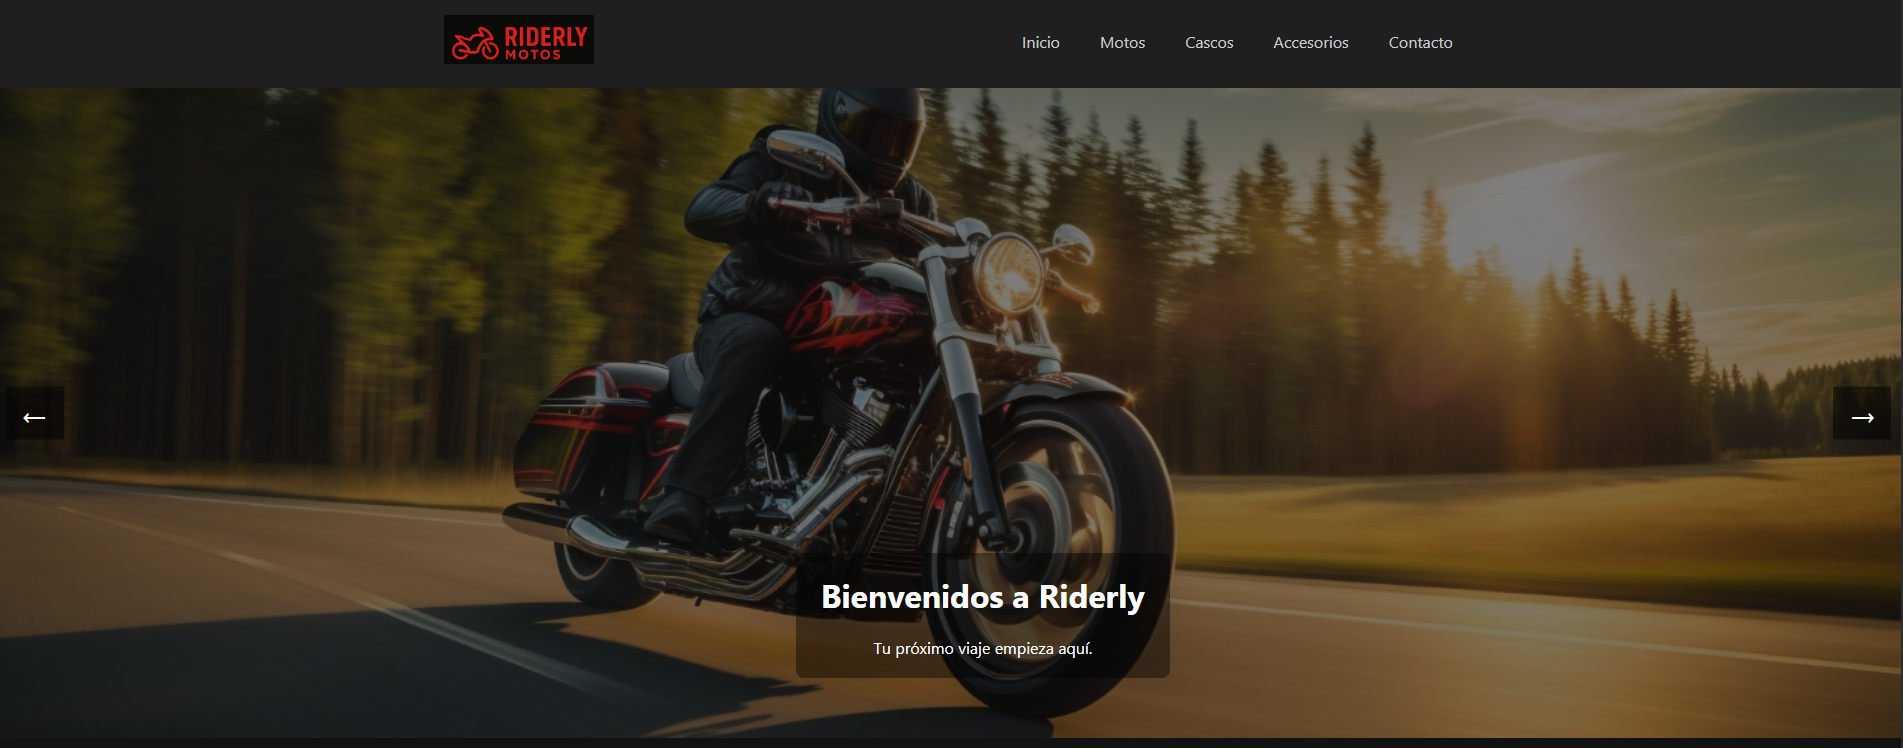 RIDERLY
MOTOS
Inicio Motos Cascos Accesorios Contacto
←
→
Bienvenidos a Riderly
Tu próximo viaje empieza aquí.